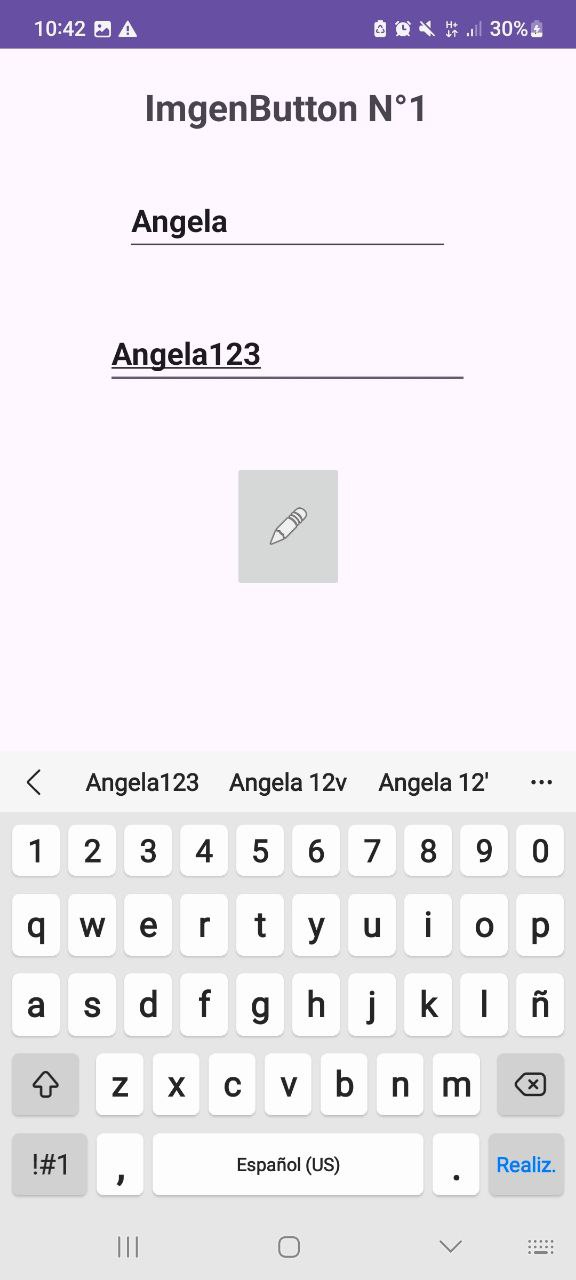 10:42 H+ 30%
ImgenButton N°1
Angela
Angela123
Angela123 Angela 12v Angela 12' ...
1 2 3 4 5 6 7 8 9 0
q w e r t y u i o p
a s d f g h j k l ñ
z x c v b n m
!#1 , Español (US) . Realiz.